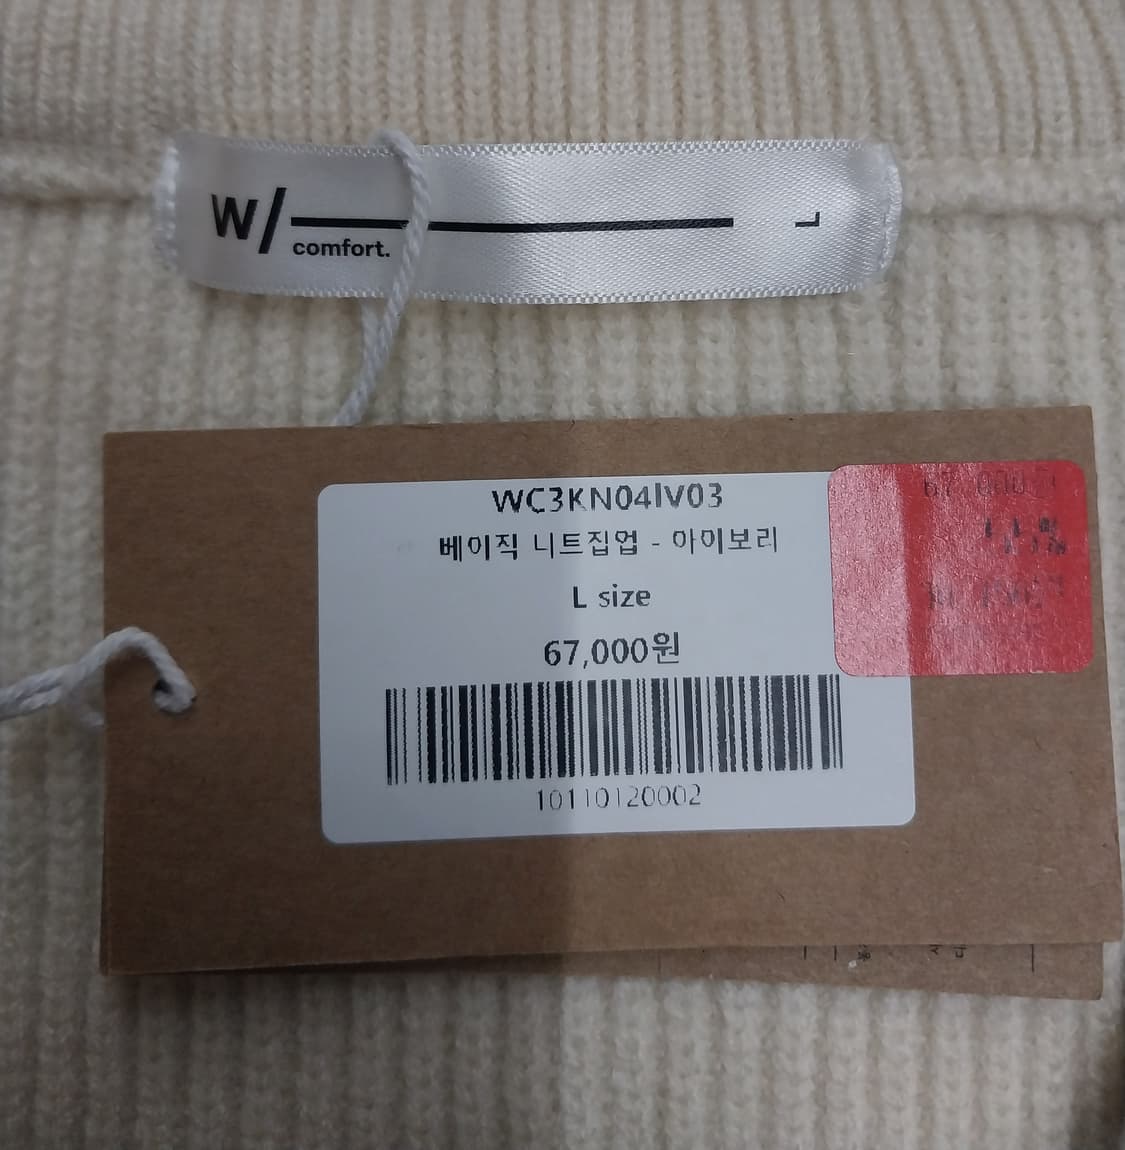 W/
comfort.
L
WC3KN04IV03
베이직 니트집업 - 아이보리
L size
67,000원
10110120002